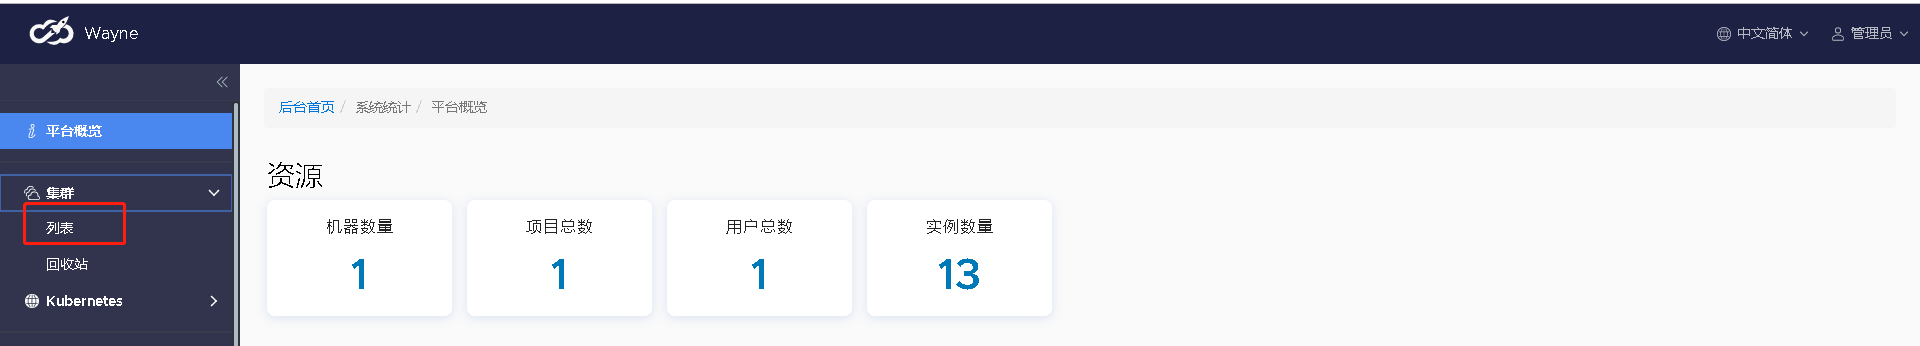 Wayne
中文简体
管理员
平台概览
集群
列表
回收站
Kubernetes
后台首页 / 系统统计 / 平台概览
资源
机器数量
1
项目总数
1
用户总数
1
实例数量
13